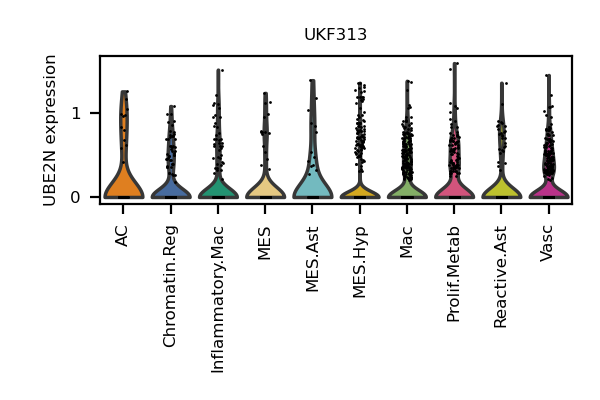 UKF313
UBE2N expression
1
0
AC
Chromatin.Reg
Inflammatory.Mac
MES
MES.Ast
MES.Hyp
Mac
Prolif.Metab
Reactive.Ast
Vasc